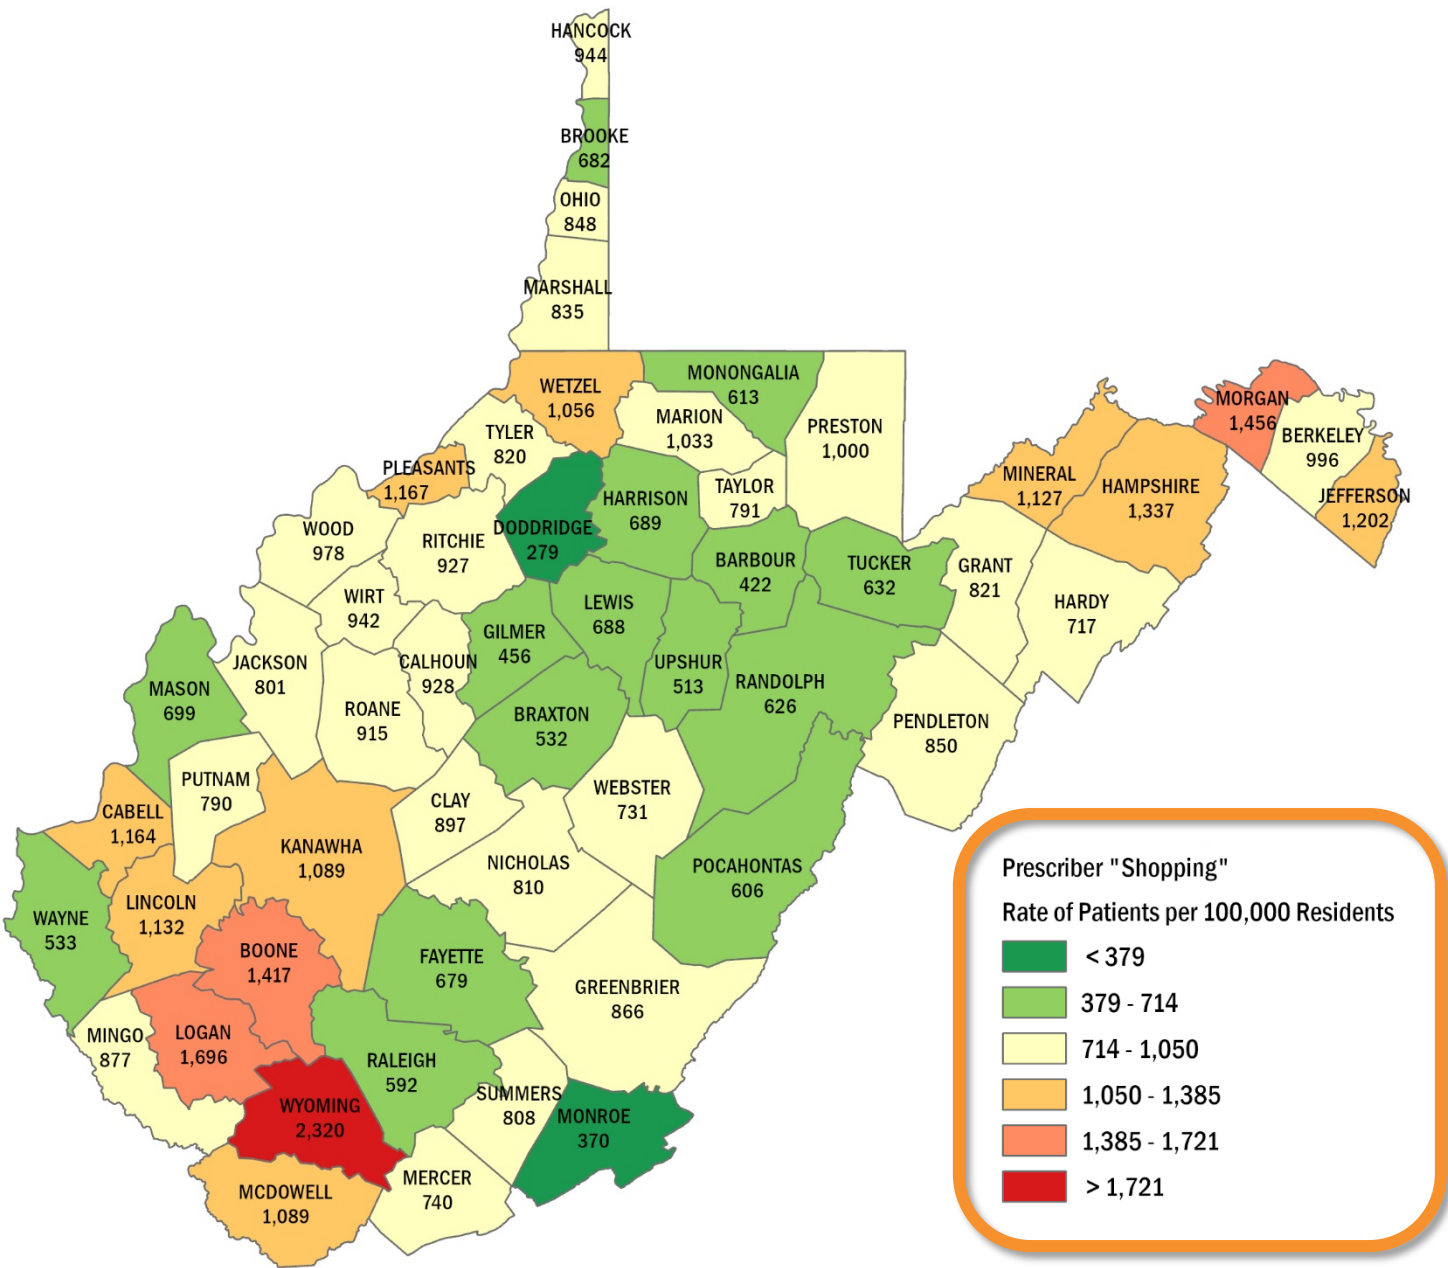 HANCOCK
944
BROOKE
682
OHIO
848
MARSHALL
835
WETZEL
1,056
MONONGALIA
613
MARION
1,033
PRESTON
1,000
TYLER
820
PLEASANTS
1,167
MORGAN
1,456
BERKELEY
996
JEFFERSON
1,202
MINERAL
1,127
HAMPSHIRE
1,337
TAYLOR
791
HARRISON
689
DODDRIDGE
279
WOOD
978
RITCHIE
927
BARBOUR
422
TUCKER
632
GRANT
821
HARDY
717
WIRT
942
LEWIS
688
GILMER
456
CALHOUN
928
JACKSON
801
UPSHUR
513
RANDOLPH
626
MASON
699
ROANE
915
BRAXTON
532
PENDLETON
850
PUTNAM
790
WEBSTER
731
CLAY
897
CABELL
1,164
KANAWHA
1,089
NICHOLAS
810
POCAHONTAS
606
LINCOLN
1,132
WAYNE
533
BOONE
1,417
FAYETTE
679
GREENBRIER
866
MINGO
877
LOGAN
1,696
RALEIGH
592
SUMMERS
808
MONROE
370
WYOMING
2,320
MERCER
740
MCDOWELL
1,089
Prescriber "Shopping"
Rate of Patients per 100,000 Residents
< 379
379 - 714
714 - 1,050
1,050 - 1,385
1,385 - 1,721
> 1,721